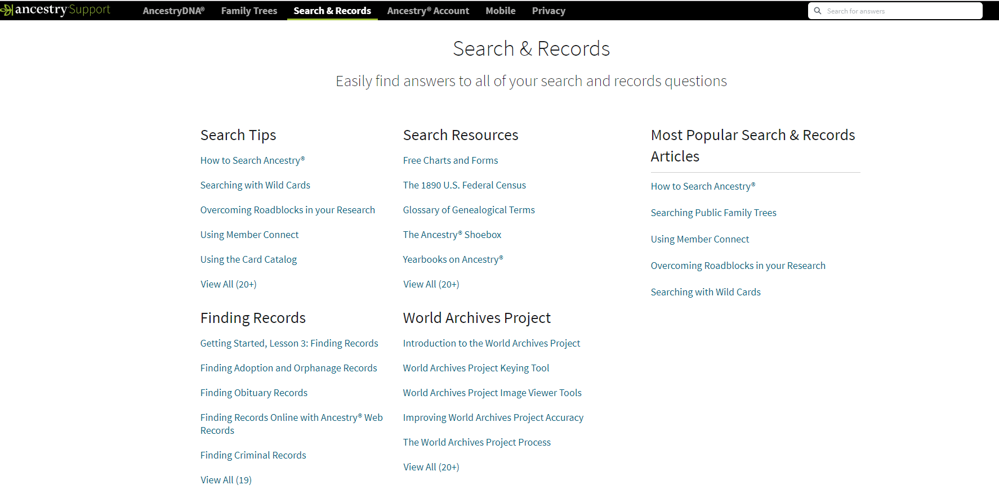 ancestry Support
AncestryDNA®
Family Trees
Search & Records
Ancestry® Account
Mobile
Privacy
Search for answers
Search & Records
Easily find answers to all of your search and records questions
Search Tips
How to Search Ancestry®
Searching with Wild Cards
Overcoming Roadblocks in your Research
Using Member Connect
Using the Card Catalog
View All (20+)
Search Resources
Free Charts and Forms
The 1890 U.S. Federal Census
Glossary of Genealogical Terms
The Ancestry® Shoebox
Yearbooks on Ancestry®
View All (20+)
Most Popular Search & Records
Articles
How to Search Ancestry®
Searching Public Family Trees
Using Member Connect
Overcoming Roadblocks in your Research
Searching with Wild Cards
Finding Records
Getting Started, Lesson 3: Finding Records
Finding Adoption and Orphanage Records
Finding Obituary Records
Finding Records Online with Ancestry® Web
Records
Finding Criminal Records
View All (19)
World Archives Project
Introduction to the World Archives Project
World Archives Project Keying Tool
World Archives Project Image Viewer Tools
Improving World Archives Project Accuracy
The World Archives Project Process
View All (20+)